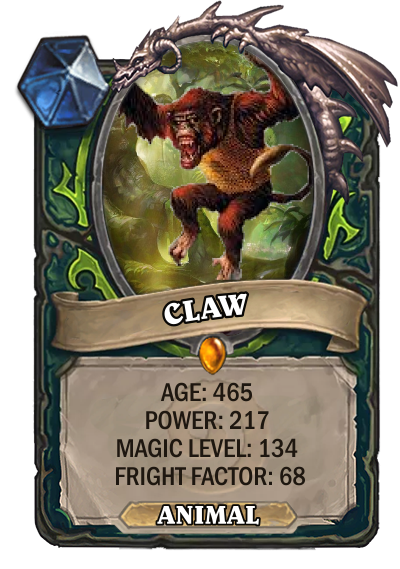 CLAW
AGE: 465
POWER: 217
MAGIC LEVEL: 134
FRIGHT FACTOR: 68
ANIMAL